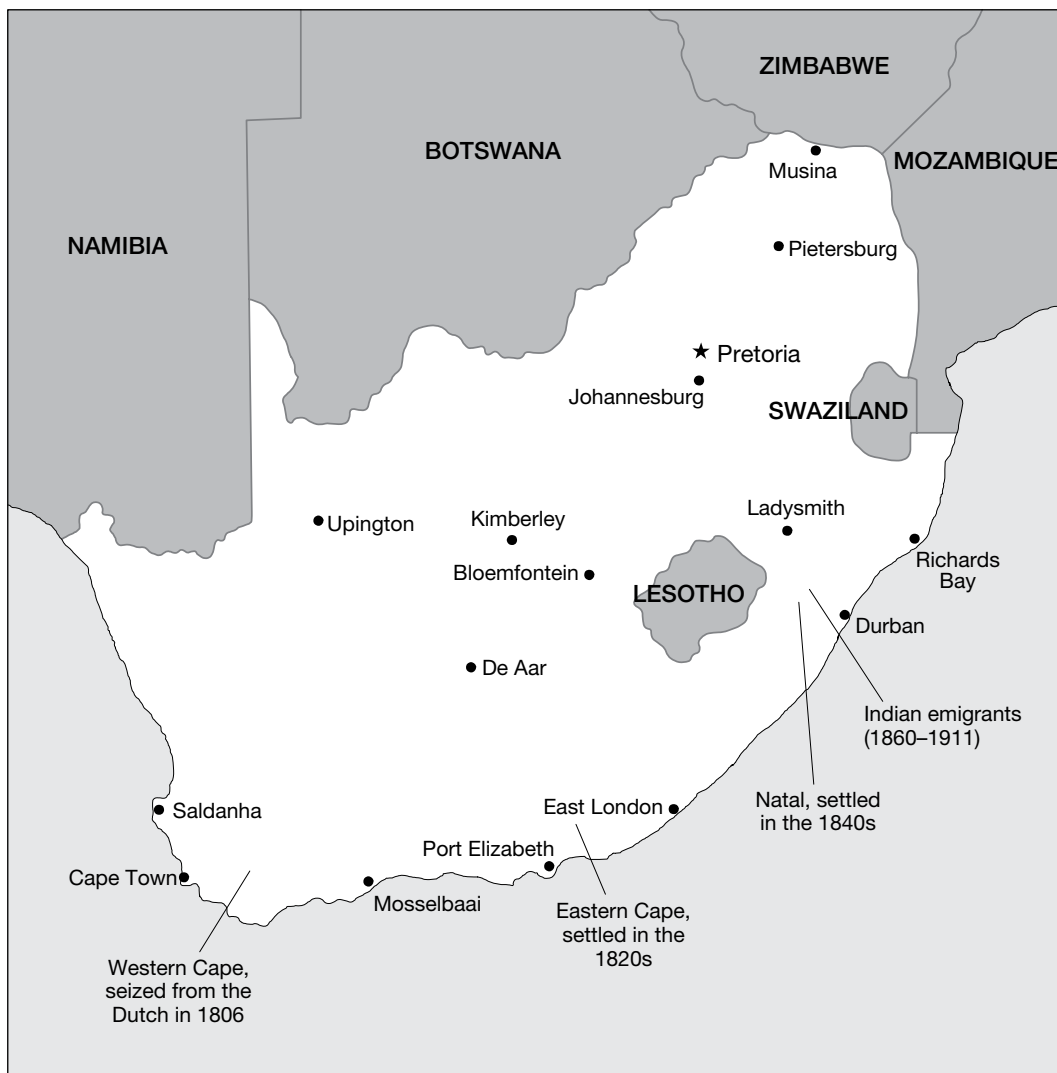 ZIMBABWE
BOTSWANA
MOZAMBIQUE
Musina
NAMIBIA
Pietersburg
Pretoria
Johannesburg
SWAZILAND
Ladysmith
Kimberley
Upington
Richards
Bay
Bloemfontein
LESOTHO
Durban
De Aar
Indian emigrants
(1860–1911)
Natal, settled
in the 1840s
Saldanha
East London
Port Elizabeth
Cape Town
Mosselbaai
Eastern Cape,
settled in the
1820s
Western Cape,
seized from the
Dutch in 1806